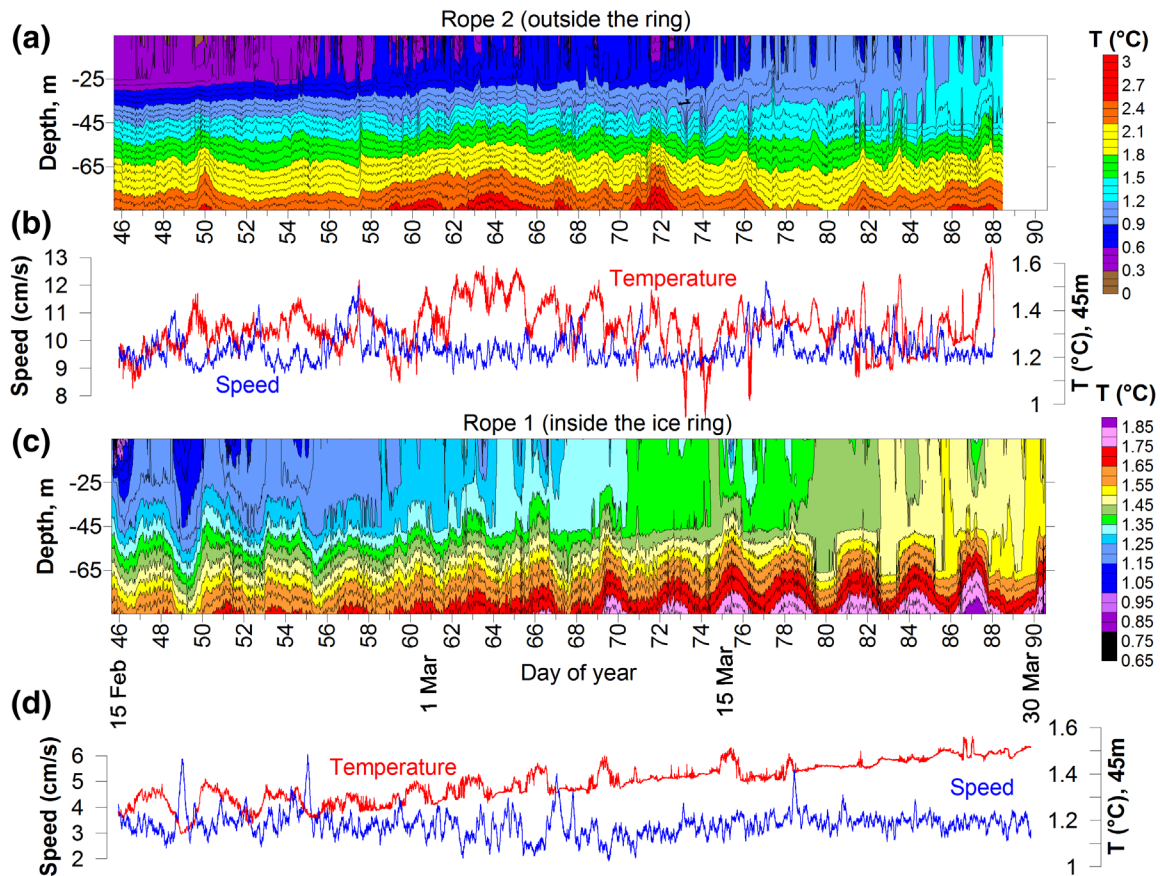 (a)
Rope 2 (outside the ring)
T (°C)
Depth, m
-25
-45
-65
3
2.7
2.4
2.1
1.8
1.5
1.2
0.9
0.6
0.3
0
46 50 52 54 56 58 60 62 64 66 68 70 72 74 76 78 80 82 84 86 88 90
(b)
Speed (cm/s)
13
12
11
10
9
8
Temperature
Speed
1.6
1.4
1.2
1
T (°C), 45m
(c)
Rope 1 (inside the ice ring)
T (°C)
Depth, m
-25
-45
-65
1.85
1.75
1.65
1.55
1.45
1.35
1.25
1.15
1.05
0.95
0.85
0.75
0.65
46 48 50 52 54 56 58 60 62 64 66 68 70 72 74 76 78 80 82 84 86 88 90
15 Feb
1 Mar
Day of year
15 Mar
30 Mar
(d)
Speed (cm/s)
6
5
4
3
2
Temperature
Speed
1.6
1.4
1.2
1
T (°C), 45m